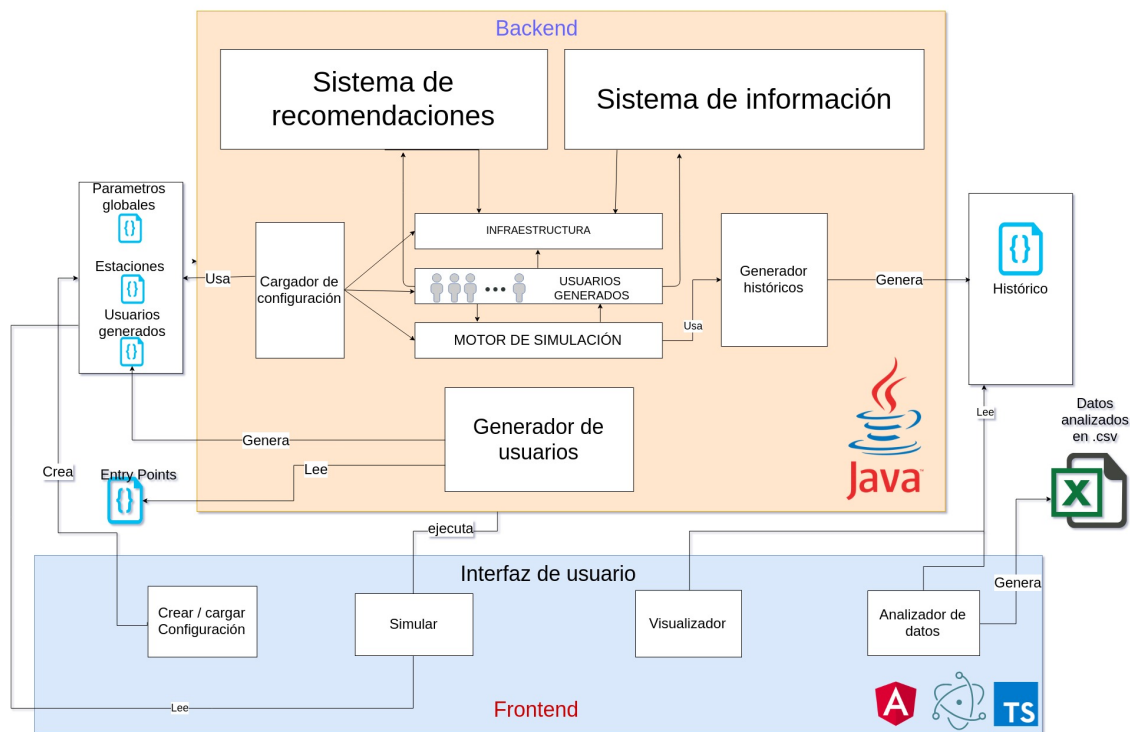 Backend
Sistema de
recomendaciones
Sistema de información
Parametros
globales
{}
Estaciones
{}
Usuarios
generados
{}
Usa
Cargador de
configuración
INFRAESTRUCTURA
USUARIOS
GENERADOS
MOTOR DE SIMULACIÓN
Usa
Generador
históricos
Genera
{}
Histórico
Generador de
usuarios
Genera
Lee
Java
Crea
Entry Points
{}
Lee
Datos
analizados
en .csv
X
ejecuta
Interfaz de usuario
Crear / cargar
Configuración
Simular
Visualizador
Analizador de
datos
Genera
Lee
Frontend
A
TS